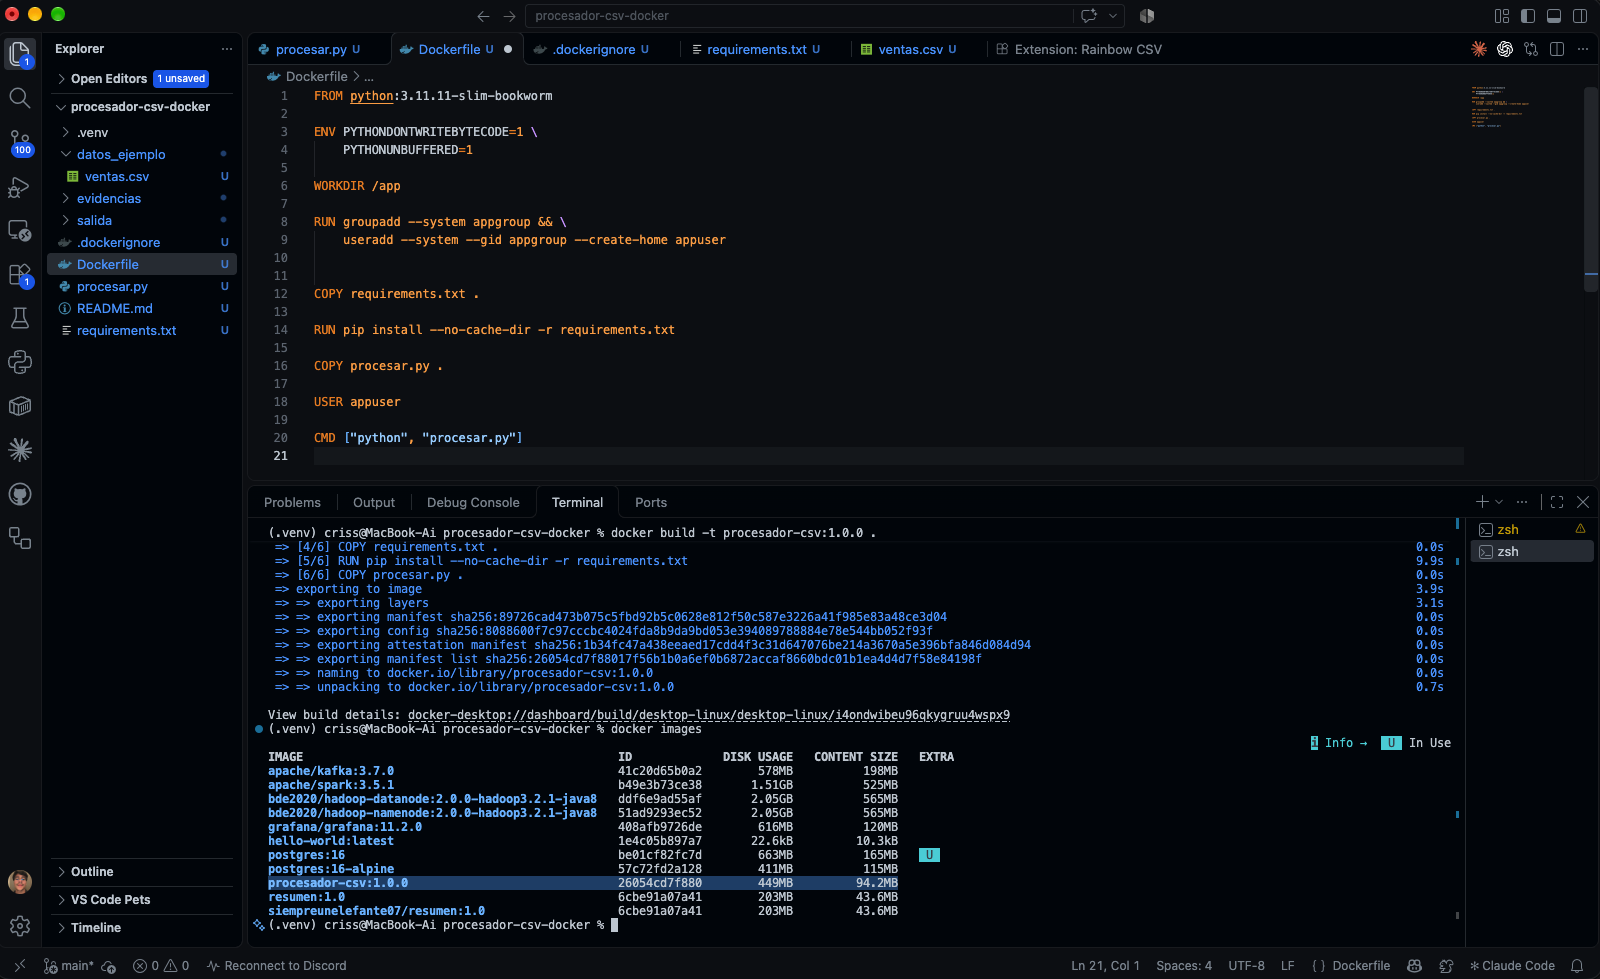 procesador-csv-docker
Explorer
Open Editors 1 unsaved
procesador-csv-docker
.venv
datos_ejemplo
ventas.csv U
evidencias
salida
.dockerignore U
Dockerfile U
procesar.py U
README.md U
requirements.txt U
Outline
VS Code Pets
Timeline
1
100
1
procesar.py U
Dockerfile U
.dockerignore U
requirements.txt U
ventas.csv U
Extension: Rainbow CSV
Dockerfile > ...
1 FROM python:3.11.11-slim-bookworm
2
3 ENV PYTHONDONTWRITEBYTECODE=1 \
4 PYTHONUNBUFFERED=1
5
6 WORKDIR /app
7
8 RUN groupadd --system appgroup && \
9 useradd --system --gid appgroup --create-home appuser
10
11
12 COPY requirements.txt .
13
14 RUN pip install --no-cache-dir -r requirements.txt
15
16 COPY procesar.py .
17
18 USER appuser
19
20 CMD ["python", "procesar.py"]
21
Problems Output Debug Console Terminal Ports
zsh
zsh
(.venv) criss@MacBook-Ai procesador-csv-docker % docker build -t procesador-csv:1.0.0 .
=> [4/6] COPY requirements.txt . 0.0s
=> [5/6] RUN pip install --no-cache-dir -r requirements.txt 9.9s
=> [6/6] COPY procesar.py . 0.0s
=> exporting to image 3.9s
=> => exporting layers 3.1s
=> => exporting manifest sha256:89726cad473b075c5fbd92b5c0628e812f50c587e3226a41f985e83a48ce3d04 0.0s
=> => exporting config sha256:8088600f7c97cccbc4024fda8b9da9bd053e394089788884e78e544bb052f93f 0.0s
=> => exporting attestation manifest sha256:1b34fc47a438eeaed17cdd4f3c31d647076be214a3670a5e396bfa846d084d94 0.0s
=> => exporting manifest list sha256:26054cd7f88017f56b1b0a6ef0b6872accaf8660bdc01b1ea4d4d7f58e84198f 0.0s
=> => naming to docker.io/library/procesador-csv:1.0.0 0.0s
=> => unpacking to docker.io/library/procesador-csv:1.0.0 0.7s
View build details: docker-desktop://dashboard/build/desktop-linux/desktop-linux/i4ondwibeu96qkygruu4wspx9
(.venv) criss@MacBook-Ai procesador-csv-docker % docker images
i Info → U In Use
IMAGE ID DISK USAGE CONTENT SIZE EXTRA
apache/kafka:3.7.0 41c20d65b0a2 578MB 198MB
apache/spark:3.5.1 b49e3b73ce38 1.51GB 525MB
bde2020/hadoop-datanode:2.0.0-hadoop3.2.1-java8 ddf6e9ad55af 2.05GB 565MB
bde2020/hadoop-namenode:2.0.0-hadoop3.2.1-java8 51ad9293ec52 2.05GB 565MB
grafana/grafana:11.2.0 408afb9726de 616MB 120MB
hello-world:latest 1e4c05b897a7 22.6kB 10.3kB
postgres:16 be01cf82fc7d 663MB 165MB U
postgres:16-alpine 57c72fd2a128 411MB 115MB
procesador-csv:1.0.0 26054cd7f880 449MB 94.2MB
resumen:1.0 6cbe91a07a41 203MB 43.6MB
siempreunelefante07/resumen:1.0 6cbe91a07a41 203MB 43.6MB
(.venv) criss@MacBook-Ai procesador-csv-docker %
main* 0 0 Reconnect to Discord Ln 21, Col 1 Spaces: 4 UTF-8 LF { } Dockerfile Claude Code